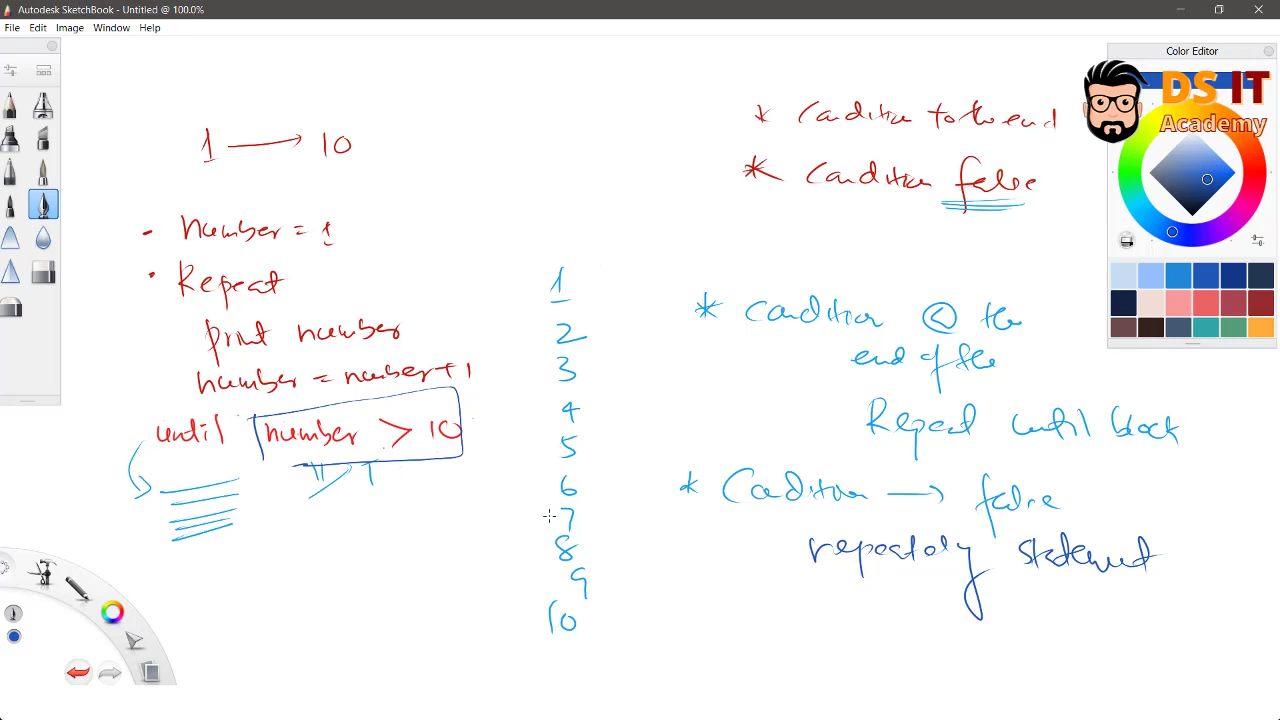 Autodesk SketchBook - Untitled @ 100.0%
File Edit Image Window Help
Color Editor
DS IT
Academy
1 → 10
• number = 1
• Repeat
print number
number = number + 1
until number > 10
11 > T
1
2
3
4
5
6
7
8
9
10
* Condition to the end
* Condition false
* Condition the
end of the
Repeat until block
* Condition → false
statement